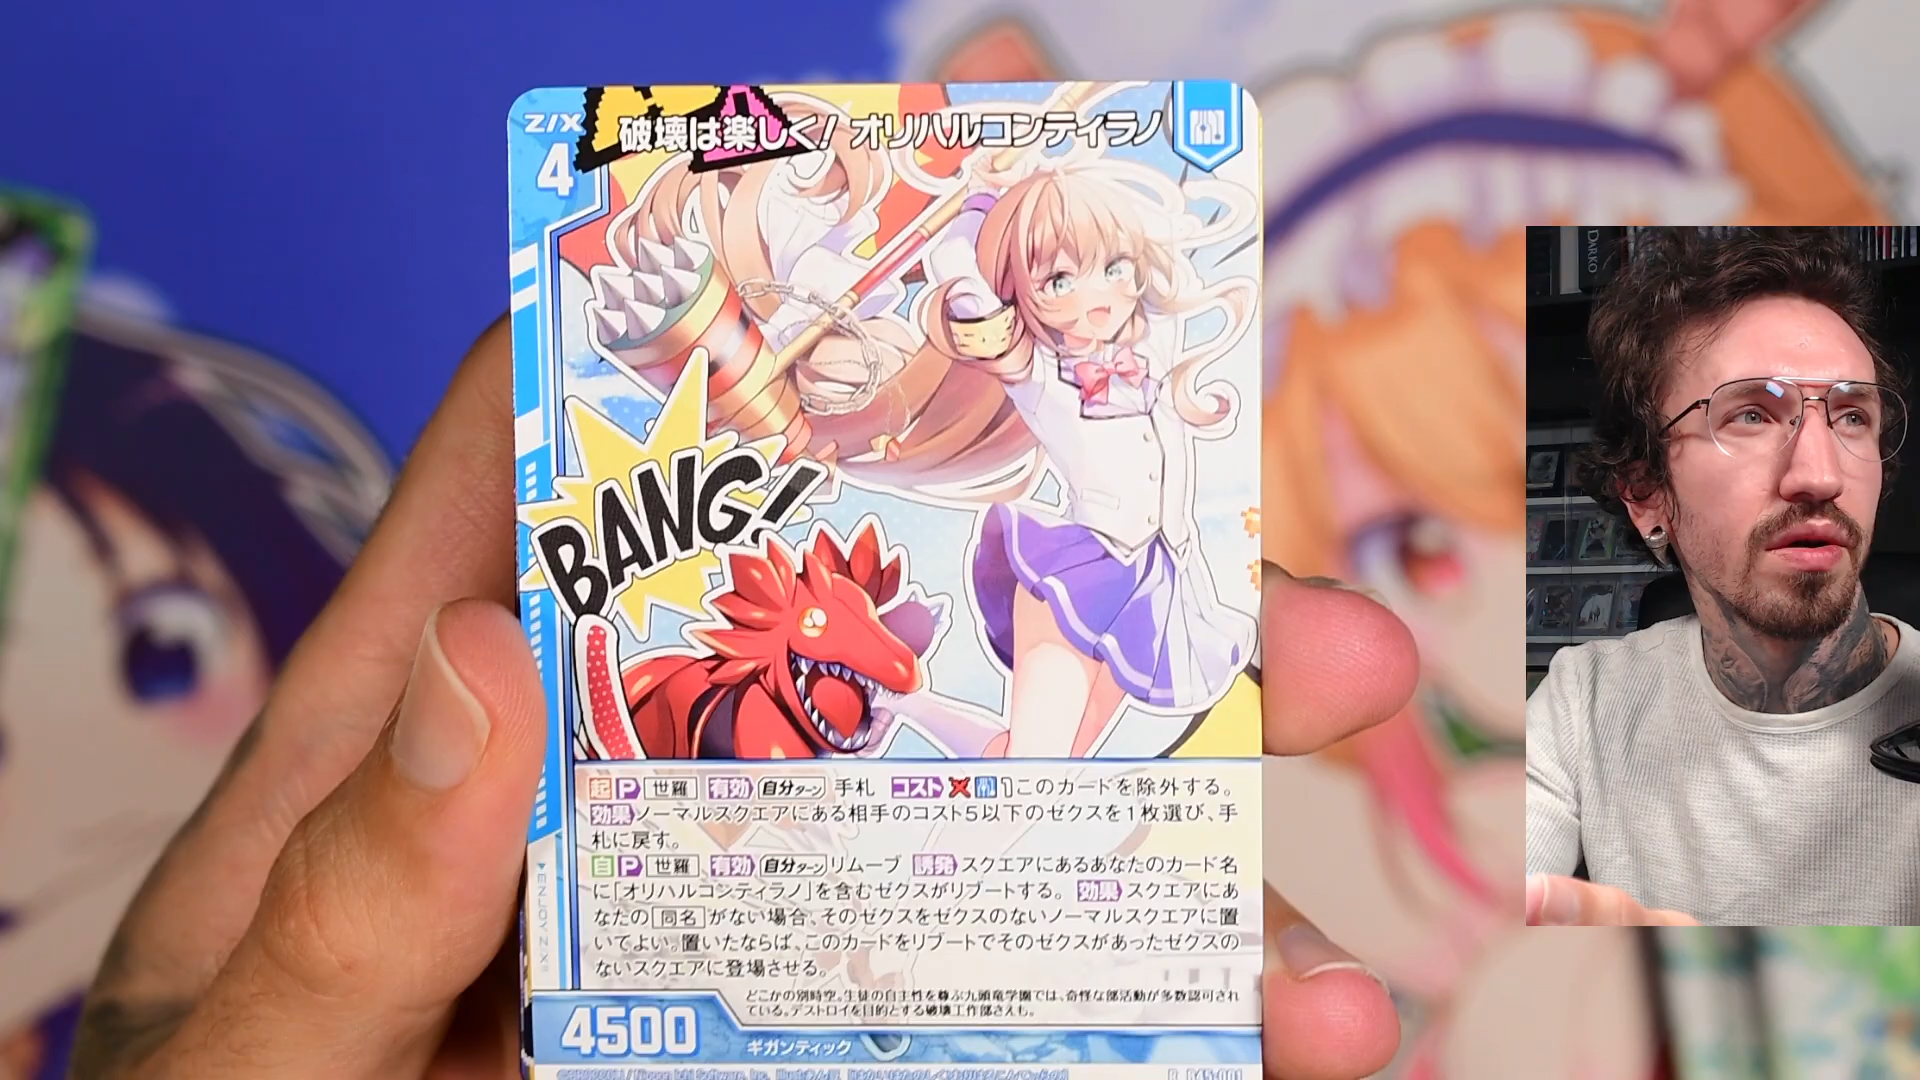 Z/X
4
破壊は楽しく! オリハルコンティラノ
DARKO
BANG!
起 P 世羅 有効 自分ターン 手札 コスト 1このカードを除外する。
効果 ノーマルスクエアにある相手のコスト5以下のゼクスを1枚選び、手
札に戻す。
自 P 世羅 有効 自分ターン リムーブ 誘発 スクエアにあるあなたのカード名
に「オリハルコンティラノ」を含むゼクスがリブートする。 効果 スクエアにあ
なたの 同名 がない場合、そのゼクスをゼクスのないノーマルスクエアに置
いてよい。置いたならば、このカードをリブートでそのゼクスがあったゼクスの
ないスクエアに登場させる。
どこかの別時空。生徒の自主性を尊ぶ九頭竜学園では、奇怪な部活動が多数認可され
ている。デストロイを目的とする破壊工作部さえも。
4500
ギガンティック
R B45-001